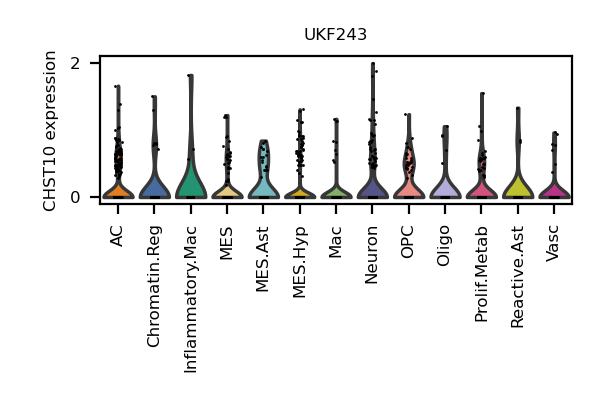 UKF243
CHST10 expression
2
0
AC
Chromatin.Reg
Inflammatory.Mac
MES
MES.Ast
MES.Hyp
Mac
Neuron
OPC
Oligo
Prolif.Metab
Reactive.Ast
Vasc